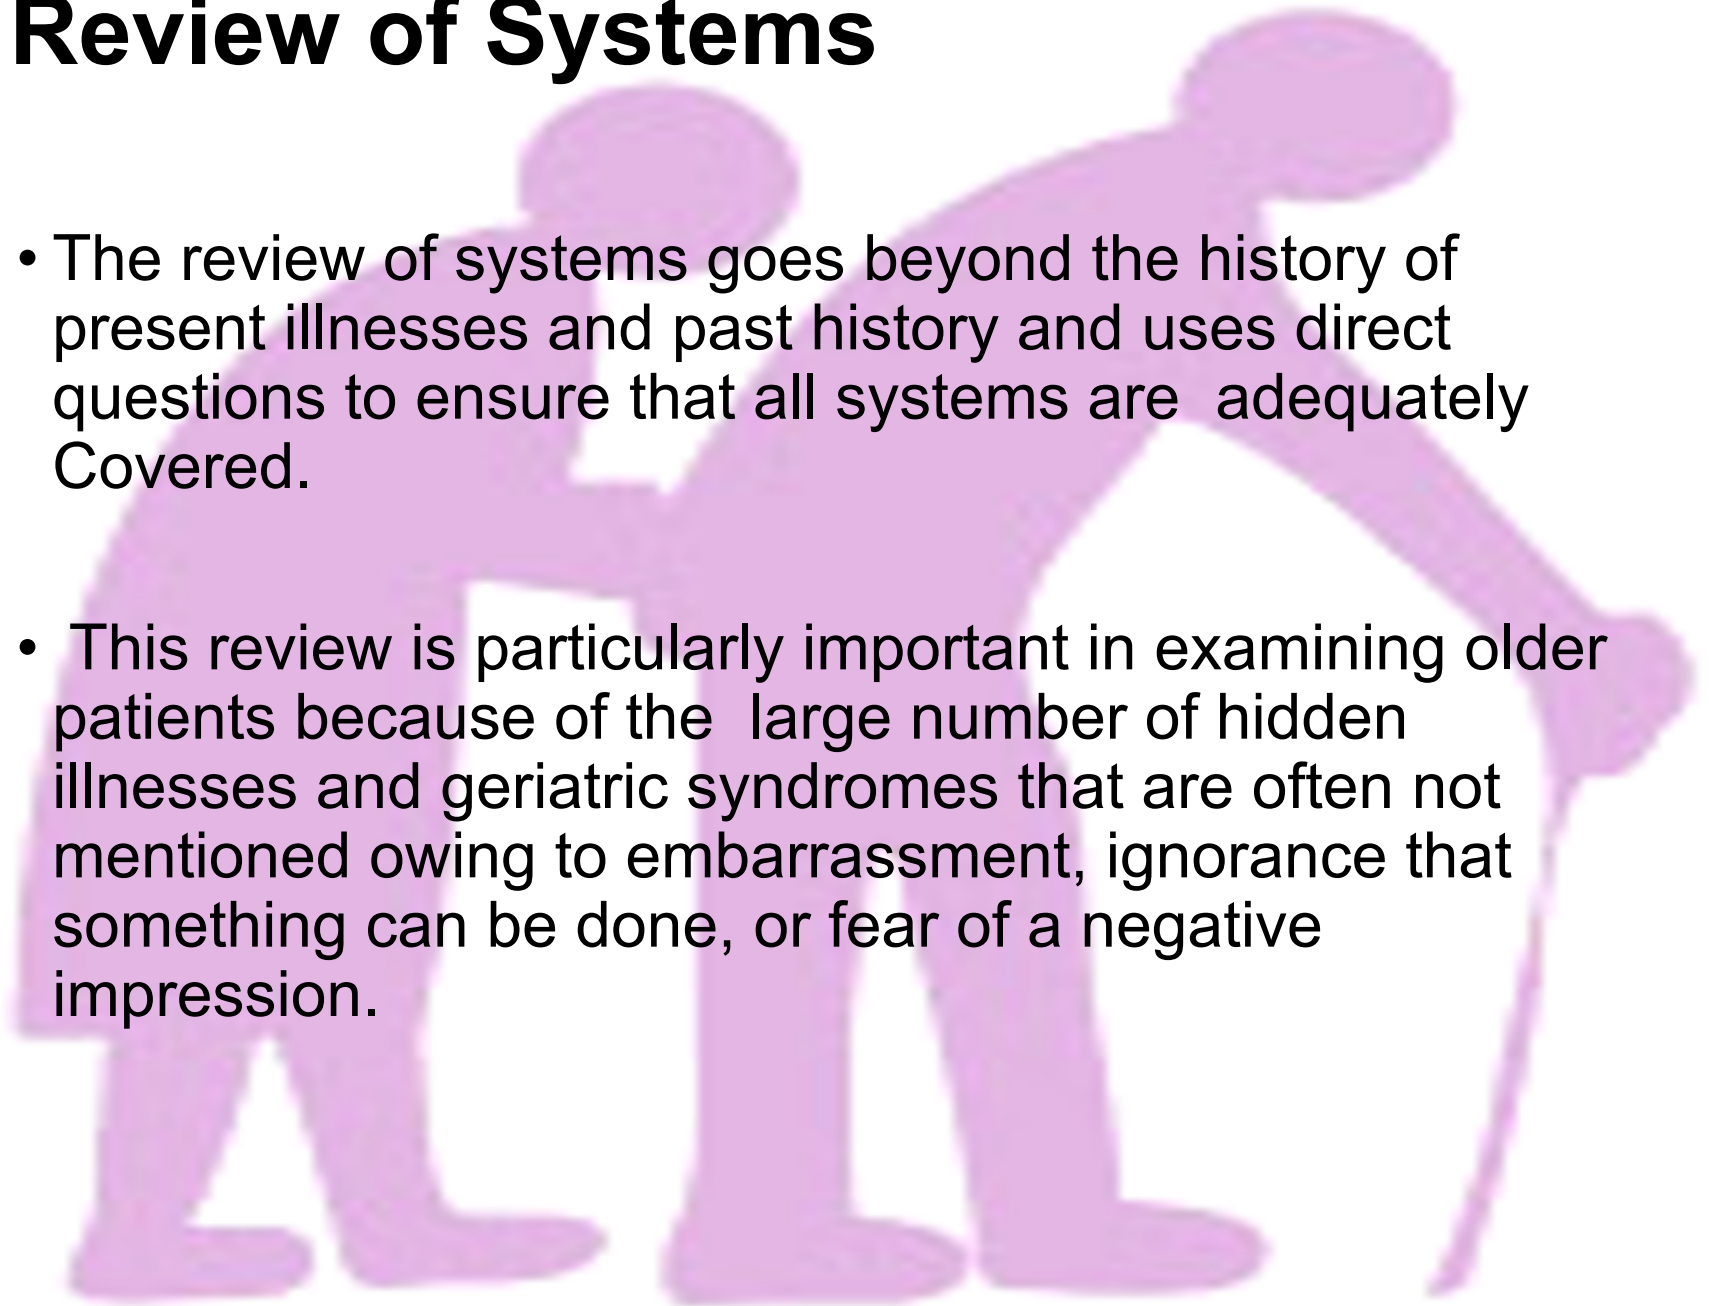 Review of Systems
• The review of systems goes beyond the history of
present illnesses and past history and uses direct
questions to ensure that all systems are  adequately
Covered.
•  This review is particularly important in examining older
patients because of the  large number of hidden
illnesses and geriatric syndromes that are often not
mentioned owing to embarrassment, ignorance that
something can be done, or fear of a negative
impression.